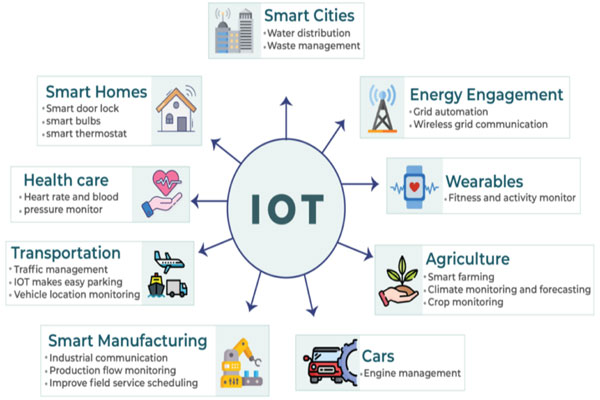 Smart Cities
• Water distribution
• Waste management
Smart Homes
• Smart door lock
• smart bulbs
• smart thermostat
Energy Engagement
• Grid automation
• Wireless grid communication
Health care
• Heart rate and blood
• pressure monitor
IOT
Wearables
• Fitness and activity monitor
Transportation
• Traffic management
• IOT makes easy parking
• Vehicle location monitoring
Agriculture
• Smart farming
• Climate monitoring and forecasting
• Crop monitoring
Smart Manufacturing
• Industrial communication
• Production flow monitoring
• Improve field service scheduling
Cars
• Engine management